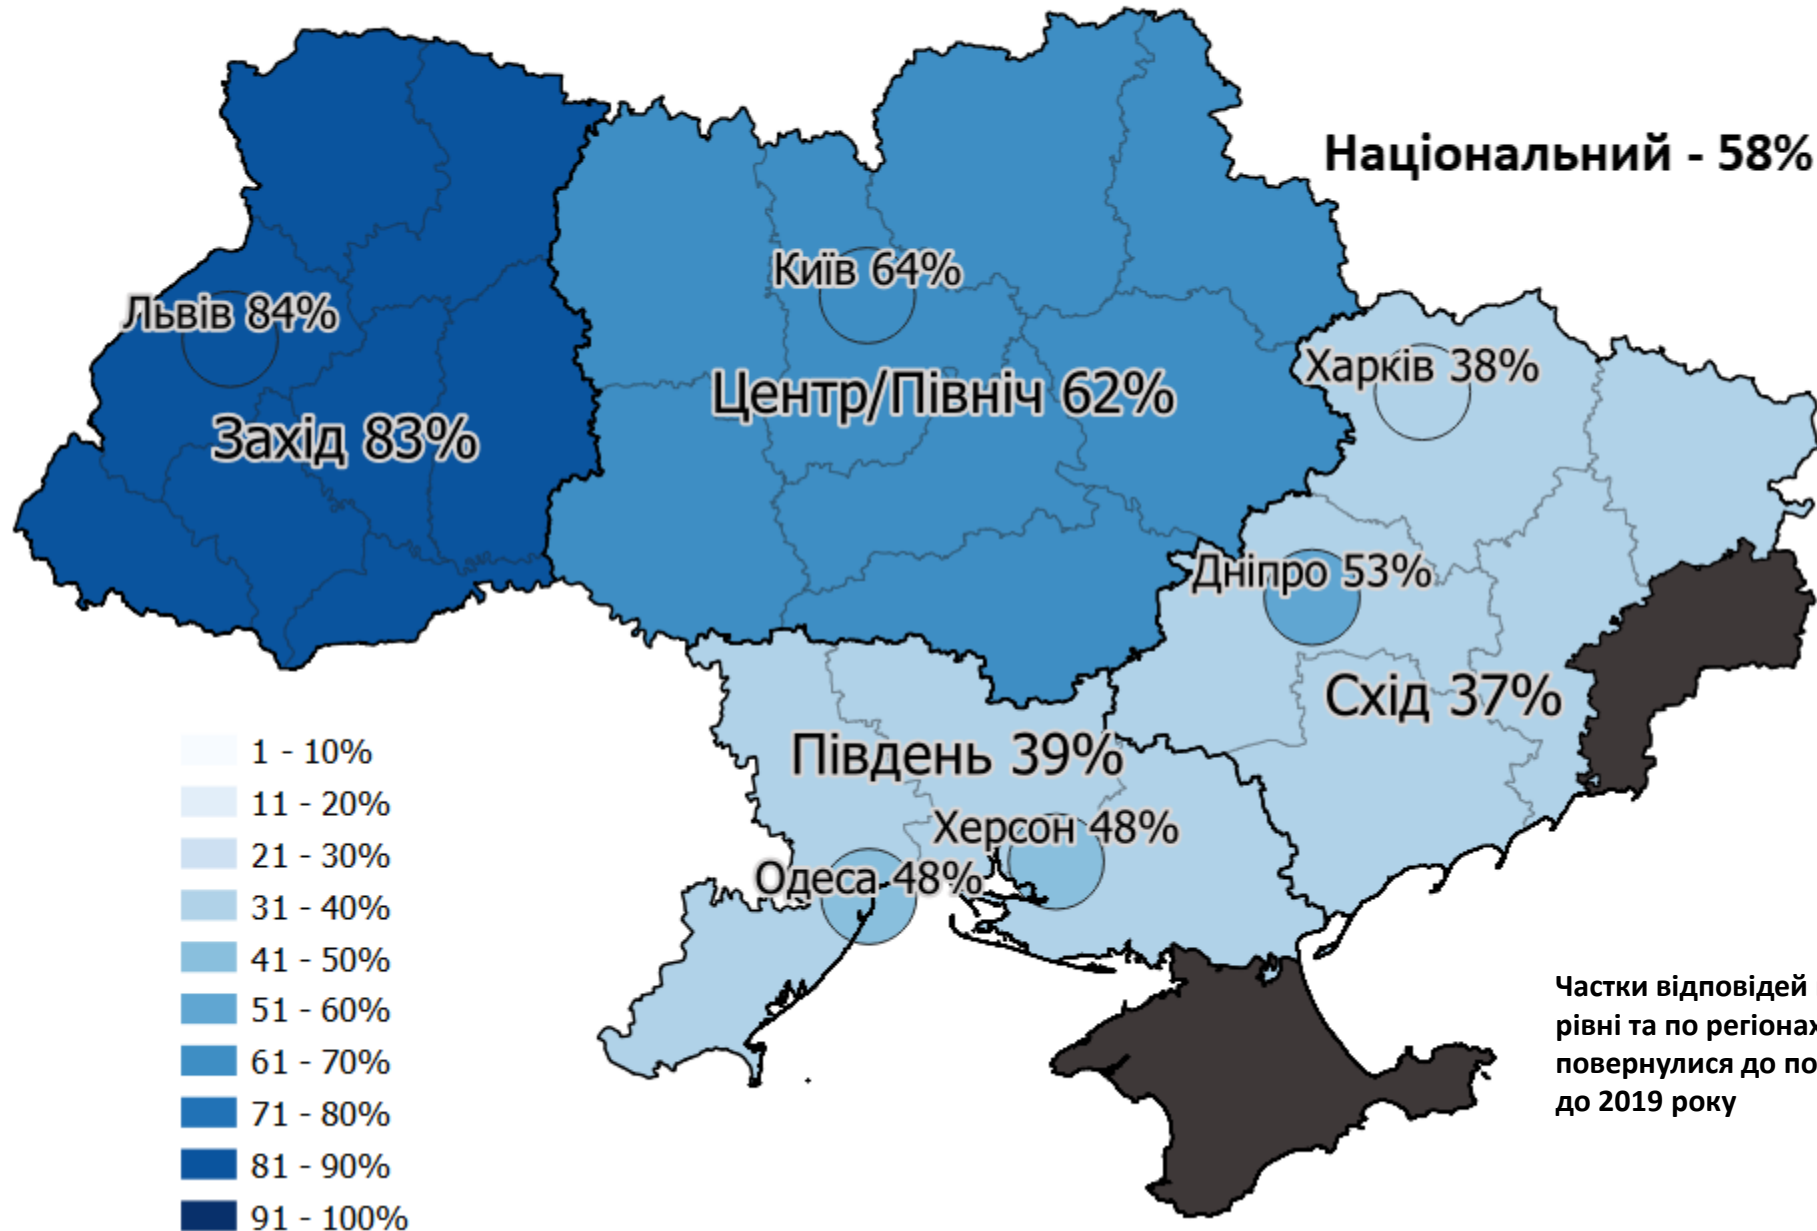 Національний - 58%
Київ 64%
Львів 84%
Харків 38%
Центр/Північ 62%
Захід 83%
Дніпро 53%
Схід 37%
Південь 39%
Херсон 48%
Одеса 48%
1 - 10%
11 - 20%
21 - 30%
31 - 40%
41 - 50%
51 - 60%
61 - 70%
71 - 80%
81 - 90%
91 - 100%
Частки відповідей
рівні та по регіонах
повернулися до по
до 2019 року